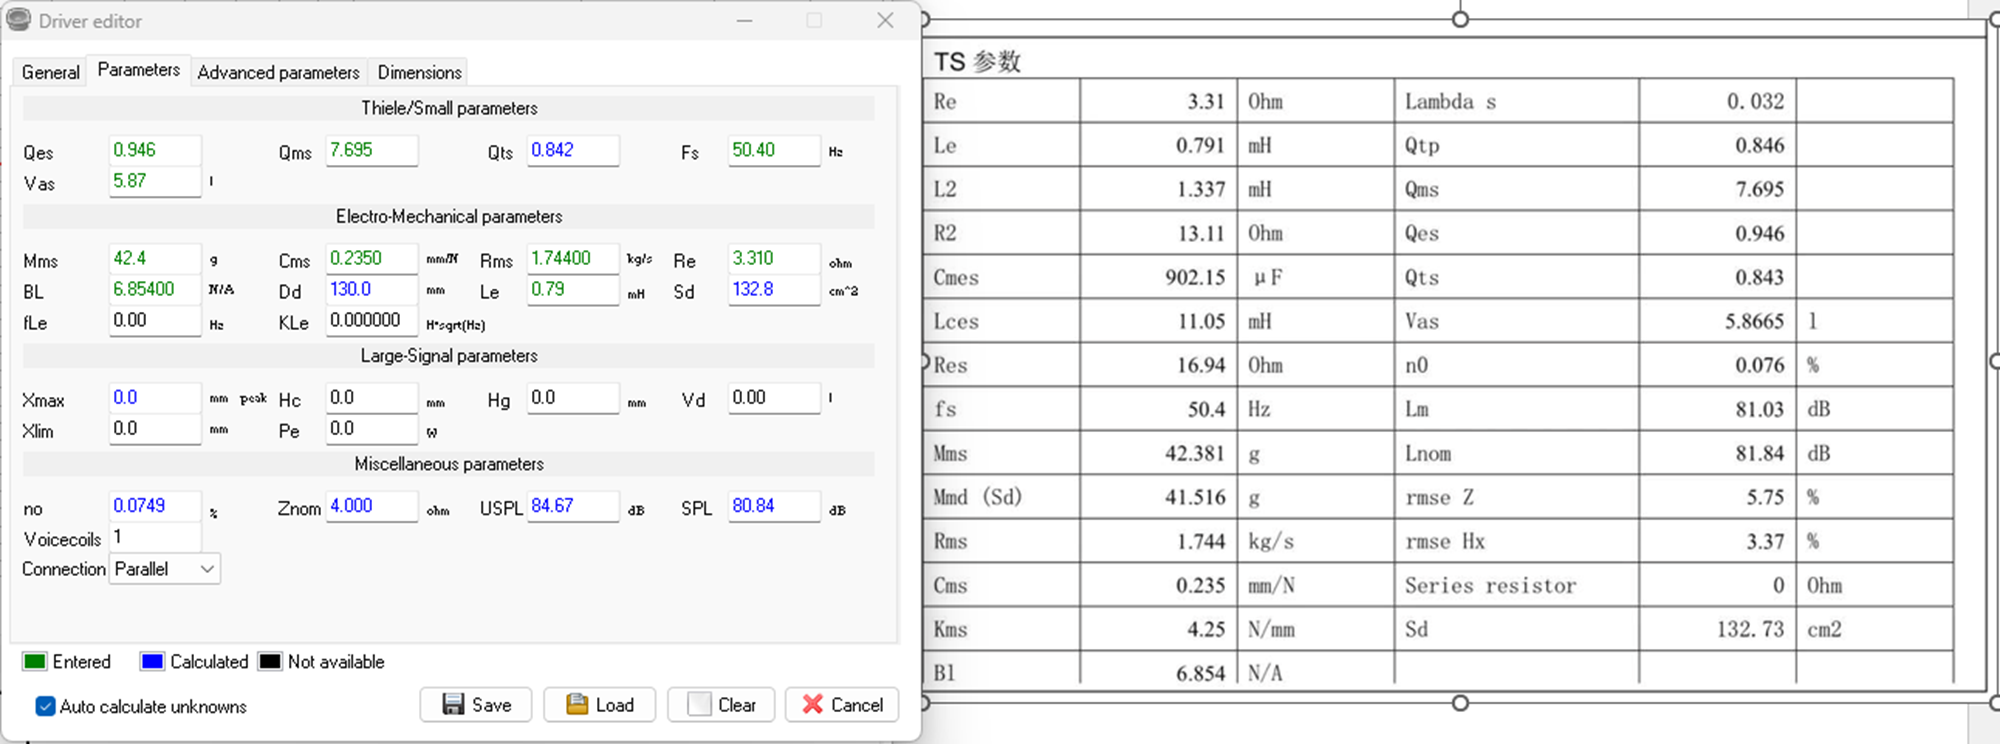 Driver editor
General Parameters Advanced parameters Dimensions
Thiele/Small parameters
Qes 0.946 Qms 7.695 Qts 0.842 Fs 50.40 Hz
Vas 5.87 l
Electro-Mechanical parameters
Mms 42.4 g Cms 0.2350 mm/N Rms 1.74400 kg/s Re 3.310 ohm
BL 6.85400 N/A Dd 130.0 mm Le 0.79 mH Sd 132.8 cm^2
fLe 0.00 Hz KLe 0.000000 H*sqrt(Hz)
Large-Signal parameters
Xmax 0.0 mm peak Hc 0.0 mm Hg 0.0 mm Vd 0.00 l
Xlim 0.0 mm Pe 0.0 W
Miscellaneous parameters
no 0.0749 % Znom 4.000 ohm USPL 84.67 dB SPL 80.84 dB
Voicecoils 1
Connection Parallel
Entered Calculated Not available
Auto calculate unknowns Save Load Clear Cancel
TS 参数
Re 3.31 Ohm Lambda s 0.032
Le 0.791 mH Qtp 0.846
L2 1.337 mH Qms 7.695
R2 13.11 Ohm Qes 0.946
Cmes 902.15 μF Qts 0.843
Lces 11.05 mH Vas 5.8665 l
Res 16.94 Ohm n0 0.076 %
fs 50.4 Hz Lm 81.03 dB
Mms 42.381 g Lnom 81.84 dB
Mmd (Sd) 41.516 g rmse Z 5.75 %
Rms 1.744 kg/s rmse Hx 3.37 %
Cms 0.235 mm/N Series resistor 0 Ohm
Kms 4.25 N/mm Sd 132.73 cm2
Bl 6.854 N/A